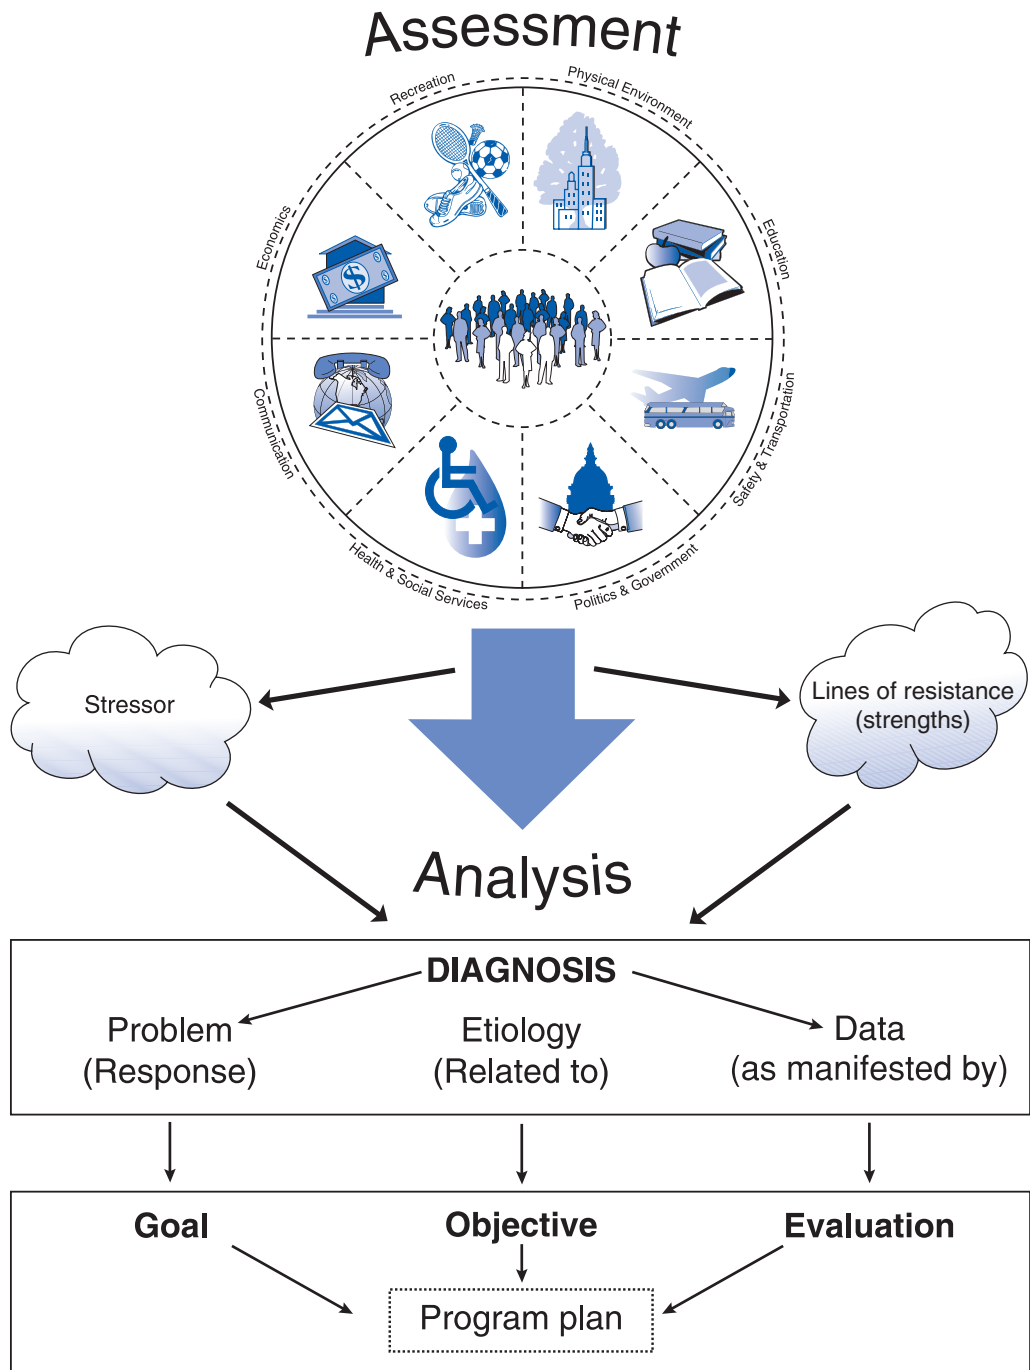 Assessment
Recreation
Physical Environment
Economics
Education
Communication
Safety & Transportation
Health & Social Services
Politics & Government
$
Stressor
Lines of resistance
(strengths)
Analysis
DIAGNOSIS
Problem
(Response)
Etiology
(Related to)
Data
(as manifested by)
Goal
Objective
Evaluation
Program plan